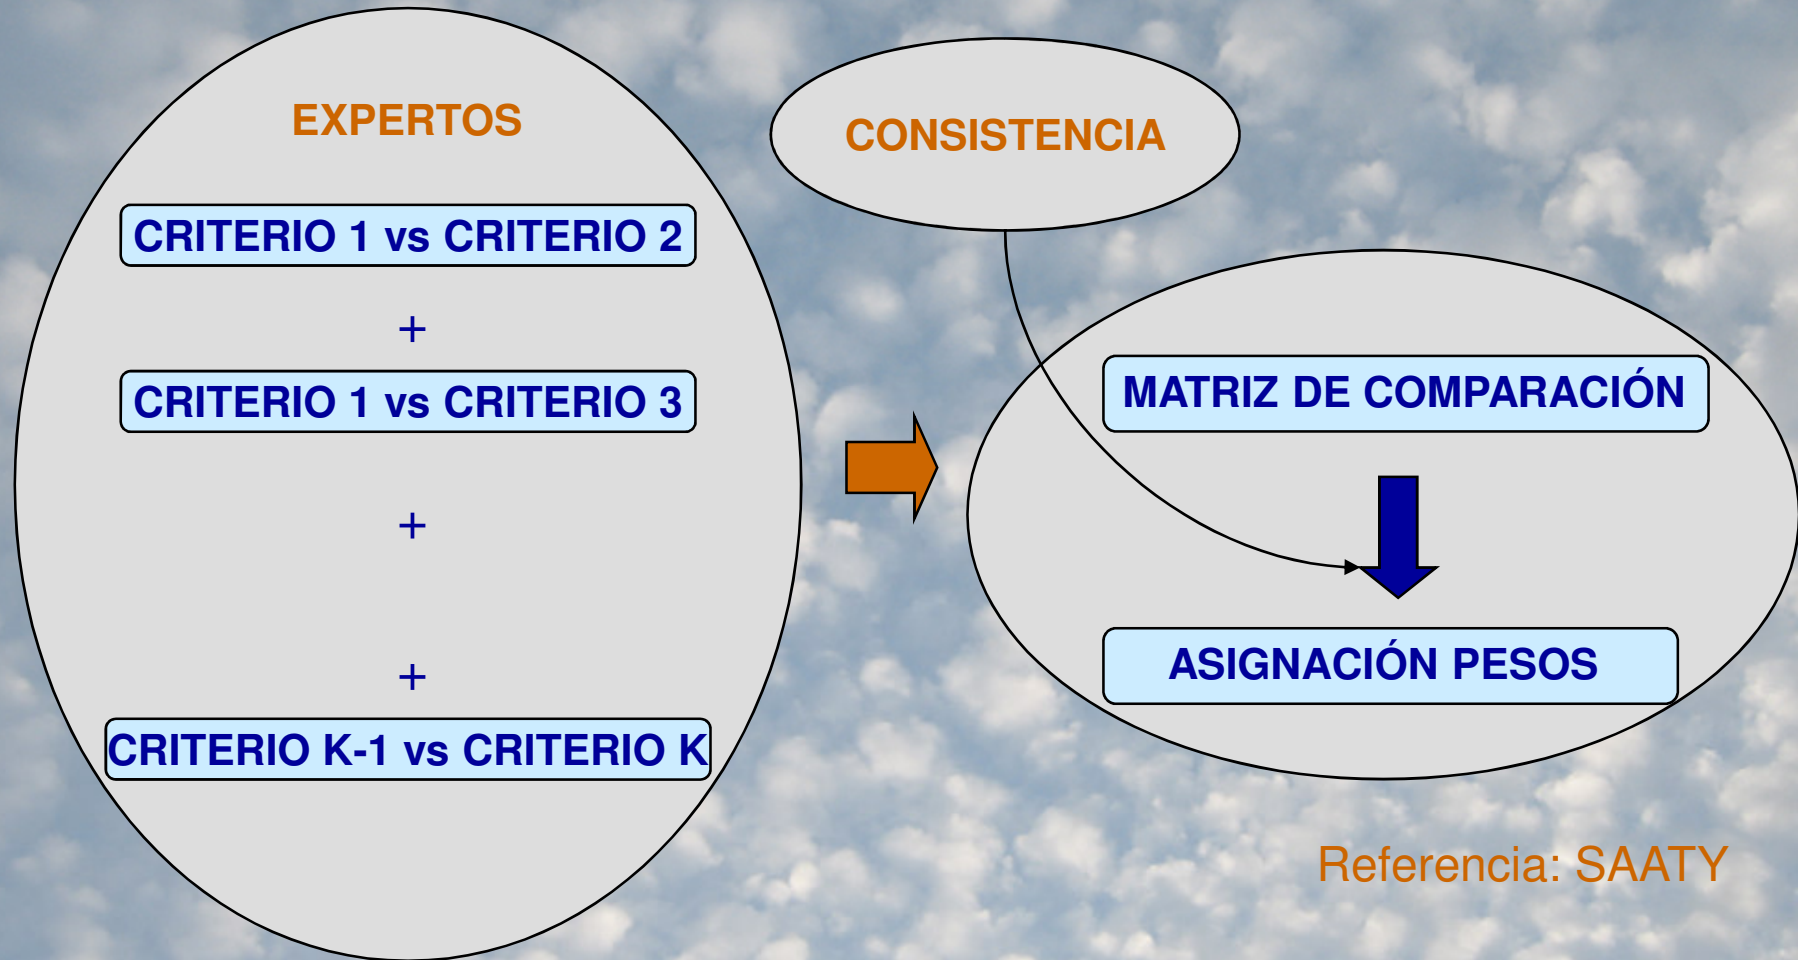 EXPERTOS
CRITERIO 1 vs CRITERIO 2
+
CRITERIO 1 vs CRITERIO 3
+
+
CRITERIO K-1 vs CRITERIO K
CONSISTENCIA
MATRIZ DE COMPARACIÓN
ASIGNACIÓN PESOS
Referencia: SAATY